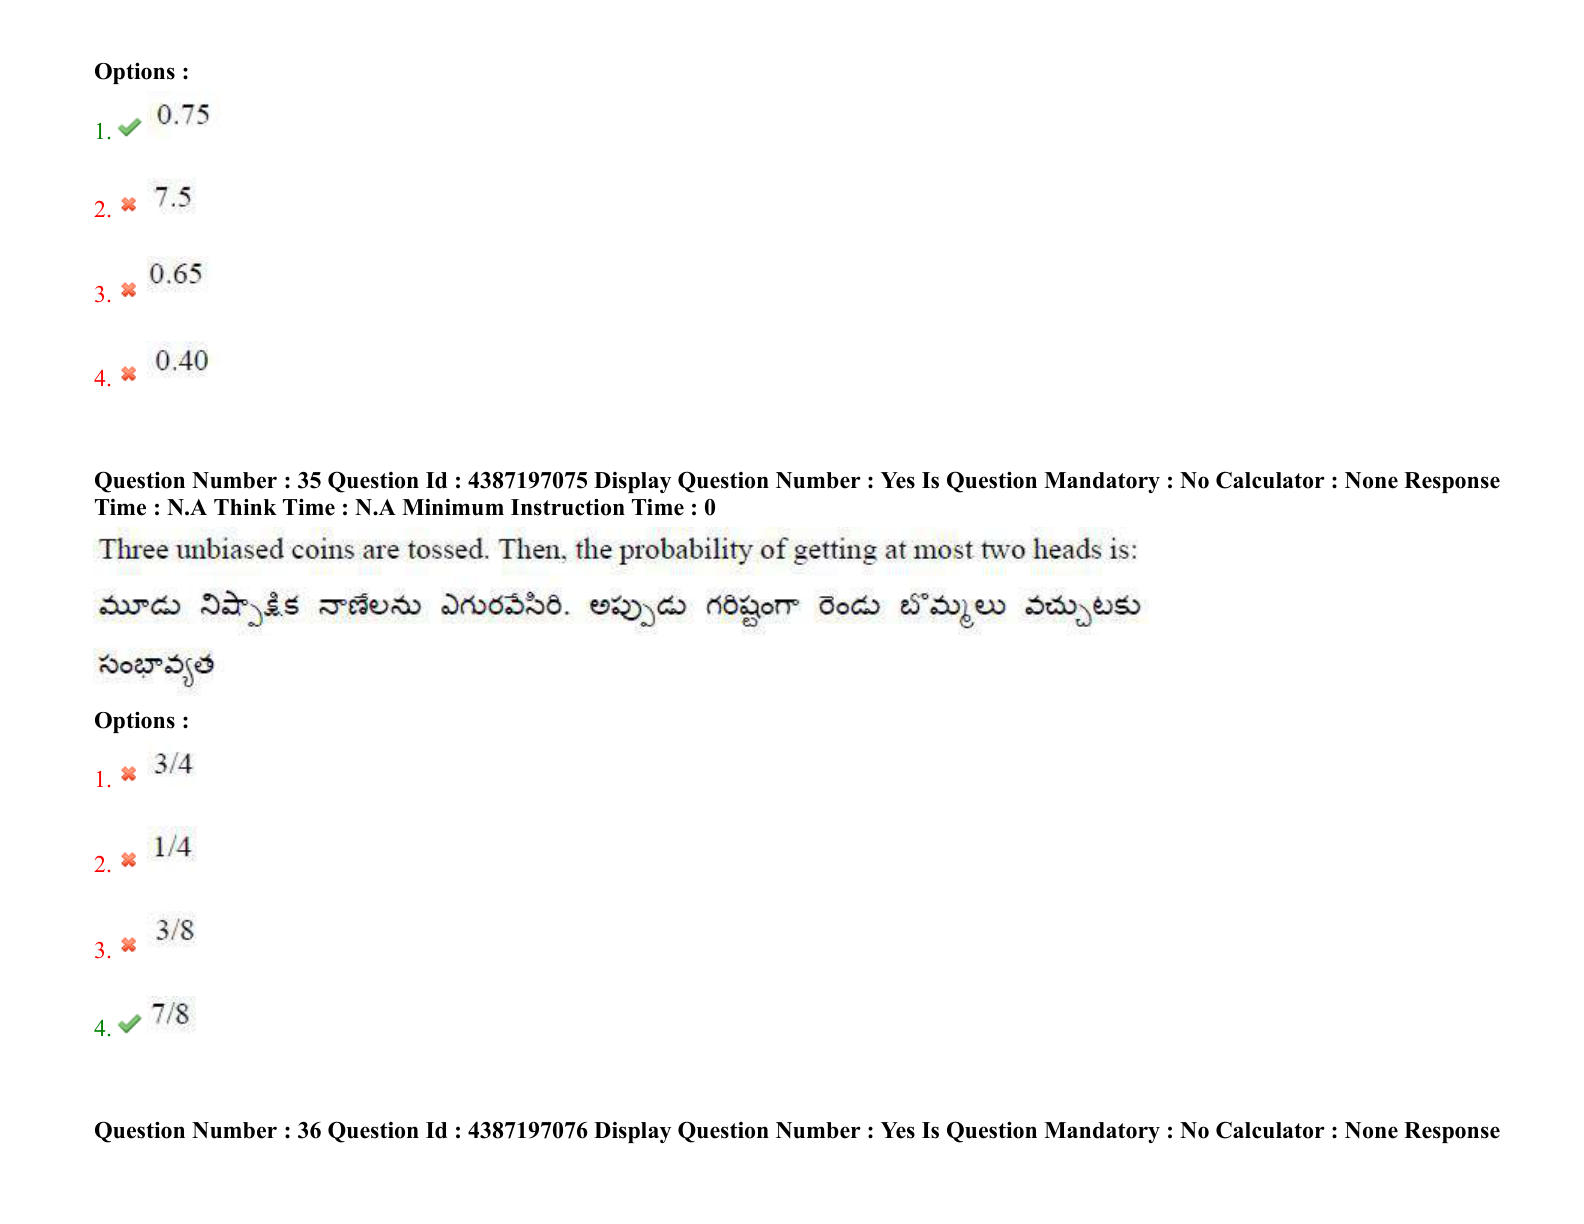 Options :
1. 0.75
2. 7.5
3. 0.65
4. 0.40
Question Number : 35 Question Id : 4387197075 Display Question Number : Yes Is Question Mandatory : No Calculator : None Response
Time : N.A Think Time : N.A Minimum Instruction Time : 0
Three unbiased coins are tossed. Then, the probability of getting at most two heads is:
మూడు నిష్పాక్షిక నాణేలను ఎగురవేసిరి. అప్పుడు గరిష్టంగా రెండు బొమ్మలు వచ్చుటకు
సంభావ్యత
Options :
1. 3/4
2. 1/4
3. 3/8
4. 7/8
Question Number : 36 Question Id : 4387197076 Display Question Number : Yes Is Question Mandatory : No Calculator : None Response